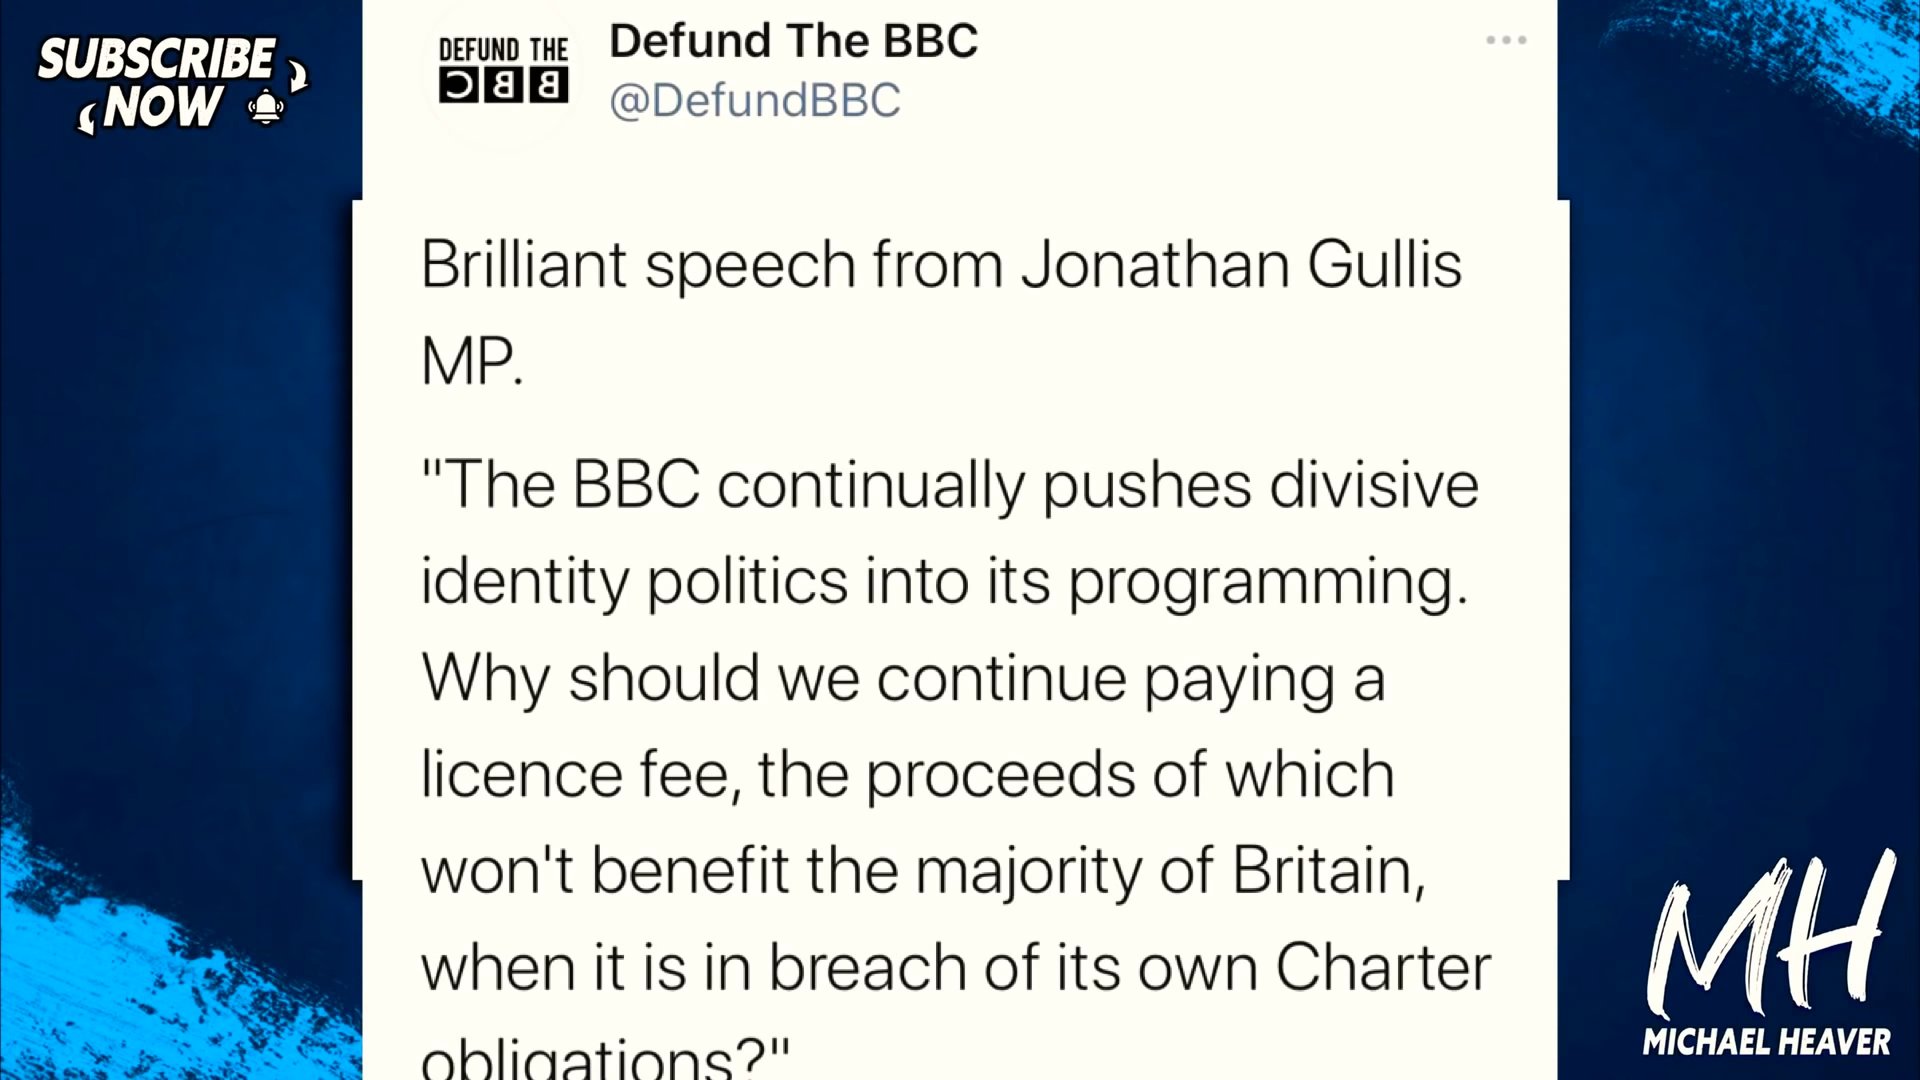 SUBSCRIBE
NOW
DEFUND THE
BBC
Defund The BBC
@DefundBBC
Brilliant speech from Jonathan Gullis
MP.
"The BBC continually pushes divisive
identity politics into its programming.
Why should we continue paying a
licence fee, the proceeds of which
won't benefit the majority of Britain,
when it is in breach of its own Charter
obligations?"
MH
MICHAEL HEAVER